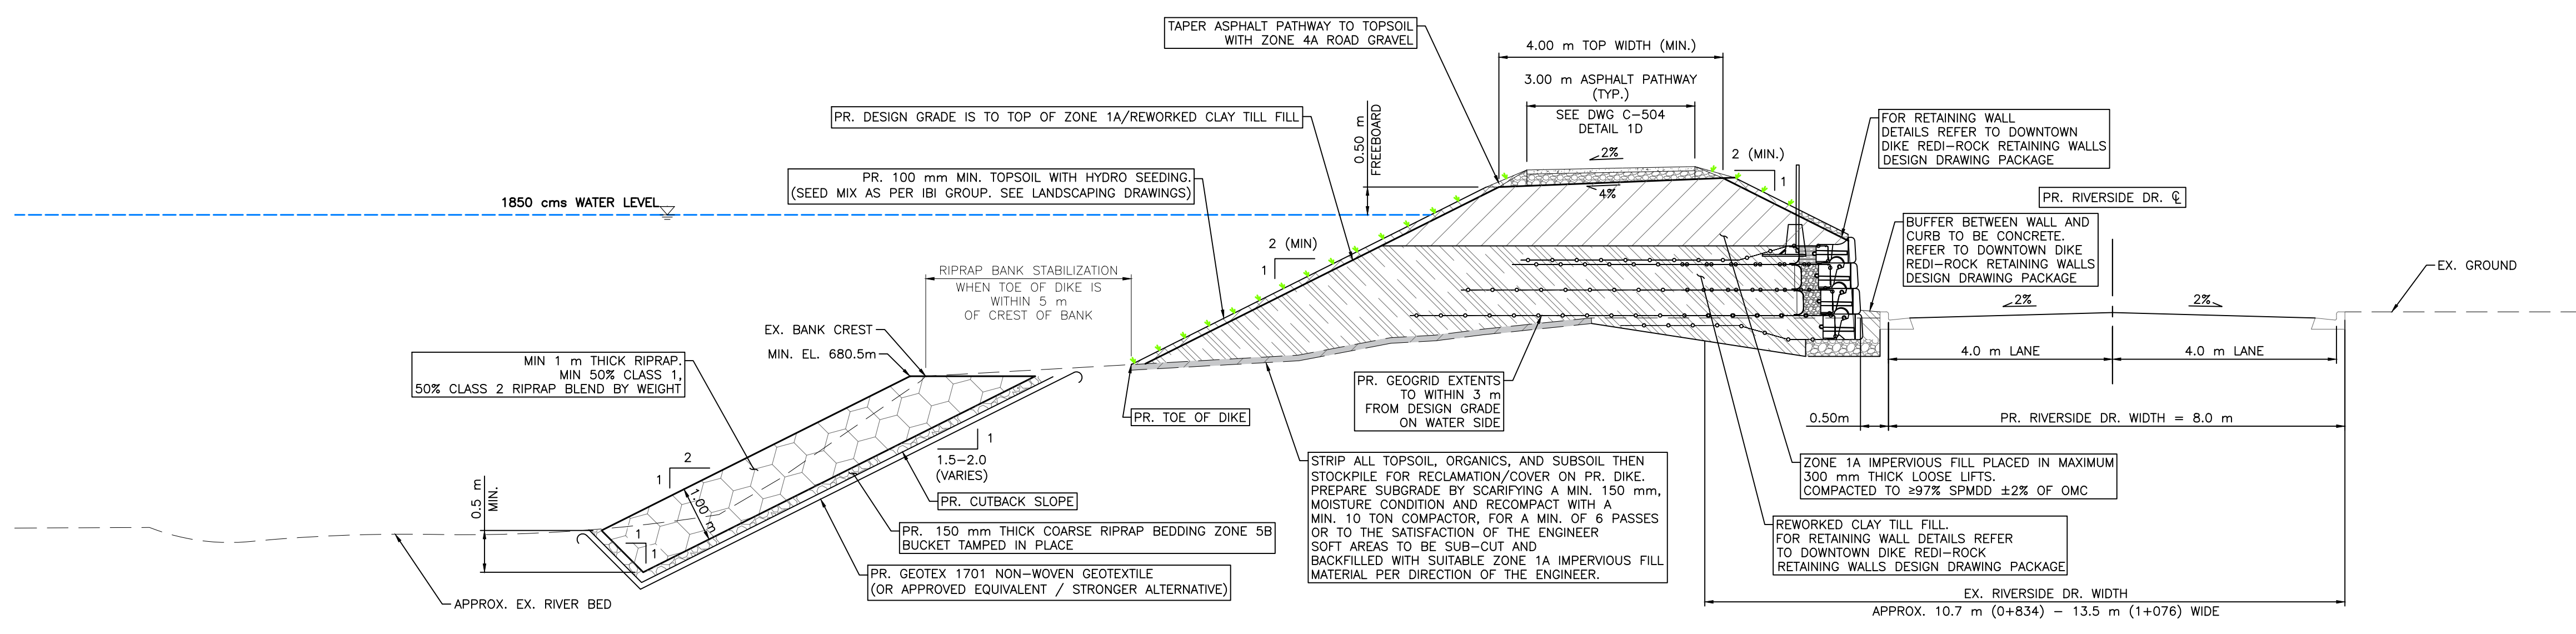 TAPER ASPHALT PATHWAY TO TOPSOIL
WITH ZONE 4A ROAD GRAVEL
4.00 m TOP WIDTH (MIN.)
3.00 m ASPHALT PATHWAY
(TYP.)
SEE DWG C-504
DETAIL 1D
0.50 m
FREEBOARD
PR. DESIGN GRADE IS TO TOP OF ZONE 1A/REWORKED CLAY TILL FILL
FOR RETAINING WALL
DETAILS REFER TO DOWNTOWN
DIKE REDI-ROCK RETAINING WALLS
DESIGN DRAWING PACKAGE
2%
2 (MIN.)
1
4%
PR. 100 mm MIN. TOPSOIL WITH HYDRO SEEDING.
(SEED MIX AS PER IBI GROUP. SEE LANDSCAPING DRAWINGS)
1850 cms WATER LEVEL
PR. RIVERSIDE DR. ℄
BUFFER BETWEEN WALL AND
CURB TO BE CONCRETE.
REFER TO DOWNTOWN DIKE
REDI-ROCK RETAINING WALLS
DESIGN DRAWING PACKAGE
2 (MIN)
1
RIPRAP BANK STABILIZATION
WHEN TOE OF DIKE IS
WITHIN 5 m
OF CREST OF BANK
EX. GROUND
2%
2%
EX. BANK CREST
MIN. EL. 680.5m
MIN 1 m THICK RIPRAP.
MIN 50% CLASS 1,
50% CLASS 2 RIPRAP BLEND BY WEIGHT
4.0 m LANE
4.0 m LANE
PR. TOE OF DIKE
PR. GEOGRID EXTENTS
TO WITHIN 3 m
FROM DESIGN GRADE
ON WATER SIDE
0.50m
PR. RIVERSIDE DR. WIDTH = 8.0 m
2
1
1
1.5-2.0
(VARIES)
0.5 m
MIN.
1.00 m
1
1
PR. CUTBACK SLOPE
STRIP ALL TOPSOIL, ORGANICS, AND SUBSOIL THEN
STOCKPILE FOR RECLAMATION/COVER ON PR. DIKE.
PREPARE SUBGRADE BY SCARIFYING A MIN. 150 mm,
MOISTURE CONDITION AND RECOMPACT WITH A
MIN. 10 TON COMPACTOR, FOR A MIN. OF 6 PASSES
OR TO THE SATISFACTION OF THE ENGINEER
SOFT AREAS TO BE SUB-CUT AND
BACKFILLED WITH SUITABLE ZONE 1A IMPERVIOUS FILL
MATERIAL PER DIRECTION OF THE ENGINEER.
ZONE 1A IMPERVIOUS FILL PLACED IN MAXIMUM
300 mm THICK LOOSE LIFTS.
COMPACTED TO ≥97% SPMDD ±2% OF OMC
PR. 150 mm THICK COARSE RIPRAP BEDDING ZONE 5B
BUCKET TAMPED IN PLACE
REWORKED CLAY TILL FILL.
FOR RETAINING WALL DETAILS REFER
TO DOWNTOWN DIKE REDI-ROCK
RETAINING WALLS DESIGN DRAWING PACKAGE
PR. GEOTEX 1701 NON-WOVEN GEOTEXTILE
(OR APPROVED EQUIVALENT / STRONGER ALTERNATIVE)
APPROX. EX. RIVER BED
EX. RIVERSIDE DR. WIDTH
APPROX. 10.7 m (0+834) - 13.5 m (1+076) WIDE